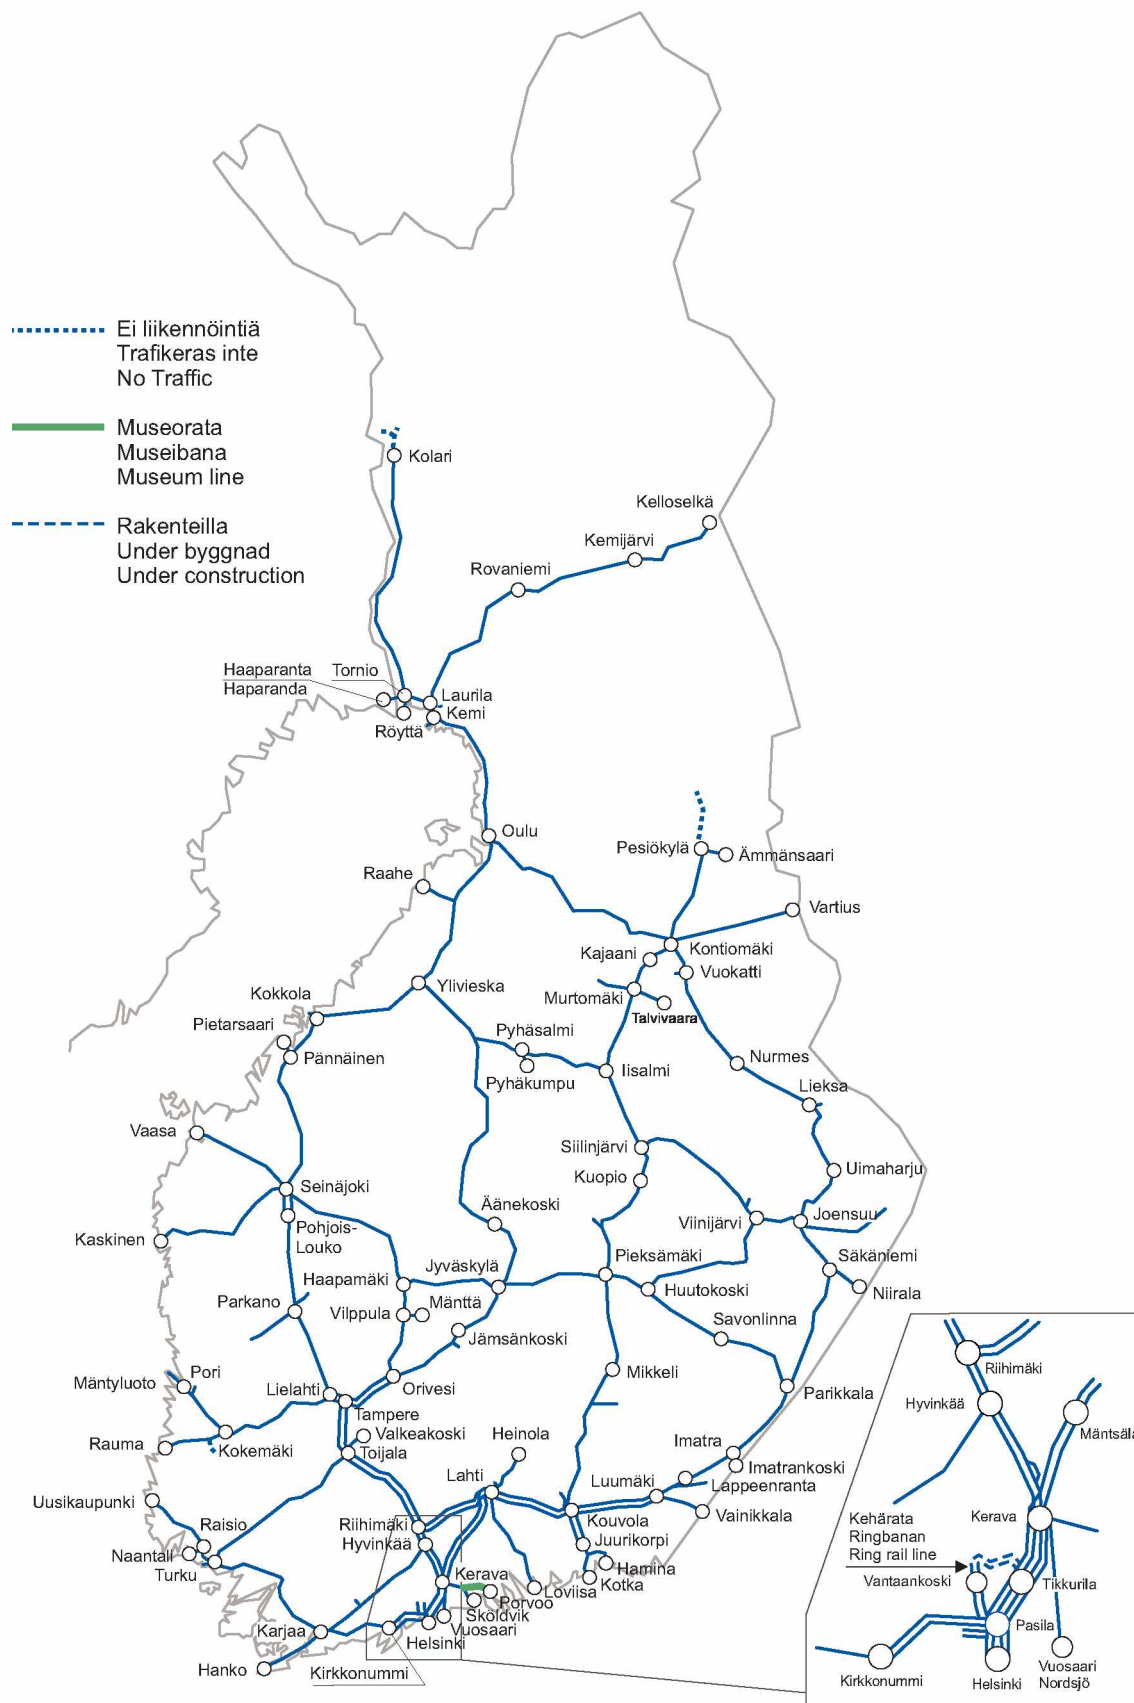 Ei liikennöintiä
Trafikeras inte
No Traffic
Museorata
Museibana
Museum line
Rakenteilla
Under byggnad
Under construction
Kolari
Kelloselkä
Kemijärvi
Rovaniemi
Haaparanta
Haparanda
Tornio
Laurila
Kemi
Röyttä
Oulu
Raahe
Pesiökylä
Ämmänsaari
Vartius
Kontiomäki
Kajaani
Vuokatti
Murtomäki
Talvivaara
Ylivieska
Kokkola
Pietarsaari
Pännäinen
Pyhäsalmi
Pyhäkumpu
Iisalmi
Nurmes
Lieksa
Vaasa
Siilinjärvi
Kuopio
Uimaharju
Seinäjoki
Pohjois-
Louko
Äänekoski
Viinijärvi
Joensuu
Kaskinen
Jyväskylä
Pieksämäki
Säkäniemi
Haapamäki
Huutokoski
Niirala
Parkano
Vilppula
Mänttä
Jämsänkoski
Savonlinna
Pori
Mäntyluoto
Lielahti
Orivesi
Mikkeli
Parikkala
Tampere
Valkeakoski
Rauma
Kokemäki
Toijala
Heinola
Imatra
Imatrankoski
Lahti
Luumäki
Lappeenranta
Uusikaupunki
Vainikkala
Raisio
Riihimäki
Hyvinkää
Kouvola
Juurikorpi
Naantali
Turku
Hamina
Kotka
Kerava
Loviisa
Porvoo
Sköldvik
Vuosaari
Helsinki
Karjaa
Hanko
Kirkkonummi
Riihimäki
Hyvinkää
Mäntsälä
Kerava
Kehärata
Ringbanan
Ring rail line
Vantaankoski
Tikkurila
Pasila
Kirkkonummi
Helsinki
Vuosaari
Nordsjö